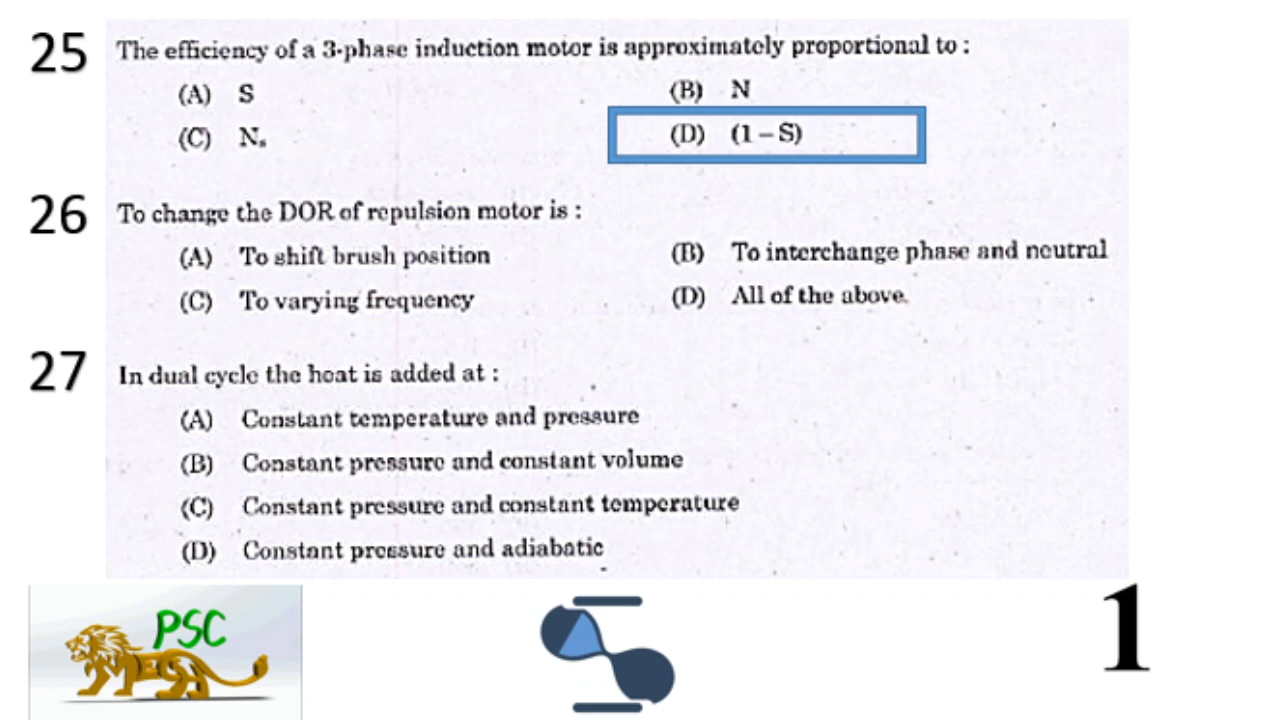 25 The efficiency of a 3-phase induction motor is approximately proportional to :
(A) S (B) N
(C) Nₛ (D) (1 – S)
26 To change the DOR of repulsion motor is :
(A) To shift brush position (B) To interchange phase and neutral
(C) To varying frequency (D) All of the above.
27 In dual cycle the heat is added at :
(A) Constant temperature and pressure
(B) Constant pressure and constant volume
(C) Constant pressure and constant temperature
(D) Constant pressure and adiabatic
PSC
1